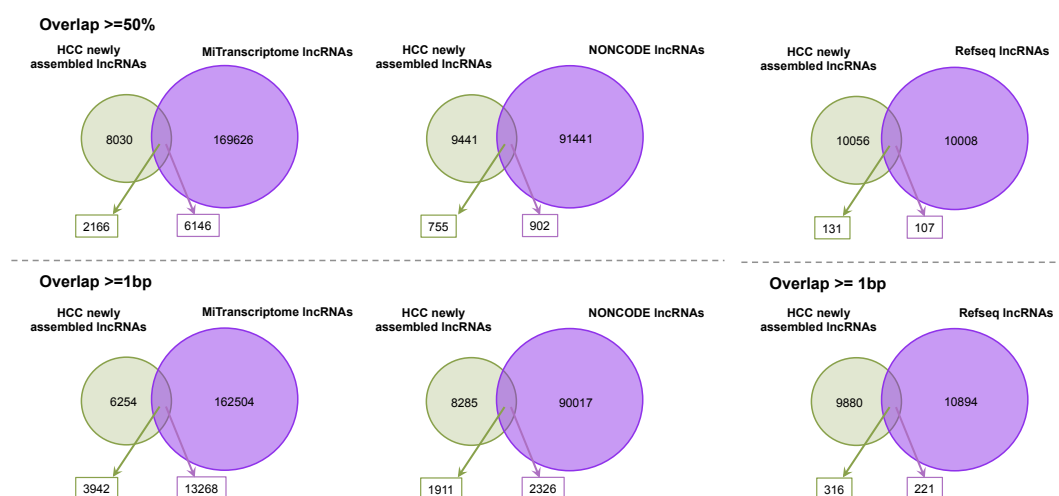 Overlap >=50%
HCC newly
assembled lncRNAs
MiTranscriptome lncRNAs
8030
169626
2166
6146
HCC newly
assembled lncRNAs
NONCODE lncRNAs
9441
91441
755
902
HCC newly
assembled lncRNAs
Refseq lncRNAs
10056
10008
131
107
Overlap >=1bp
HCC newly
assembled lncRNAs
MiTranscriptome lncRNAs
6254
162504
3942
13268
HCC newly
assembled lncRNAs
NONCODE lncRNAs
8285
90017
1911
2326
Overlap >= 1bp
HCC newly
assembled lncRNAs
Refseq lncRNAs
9880
10894
316
221